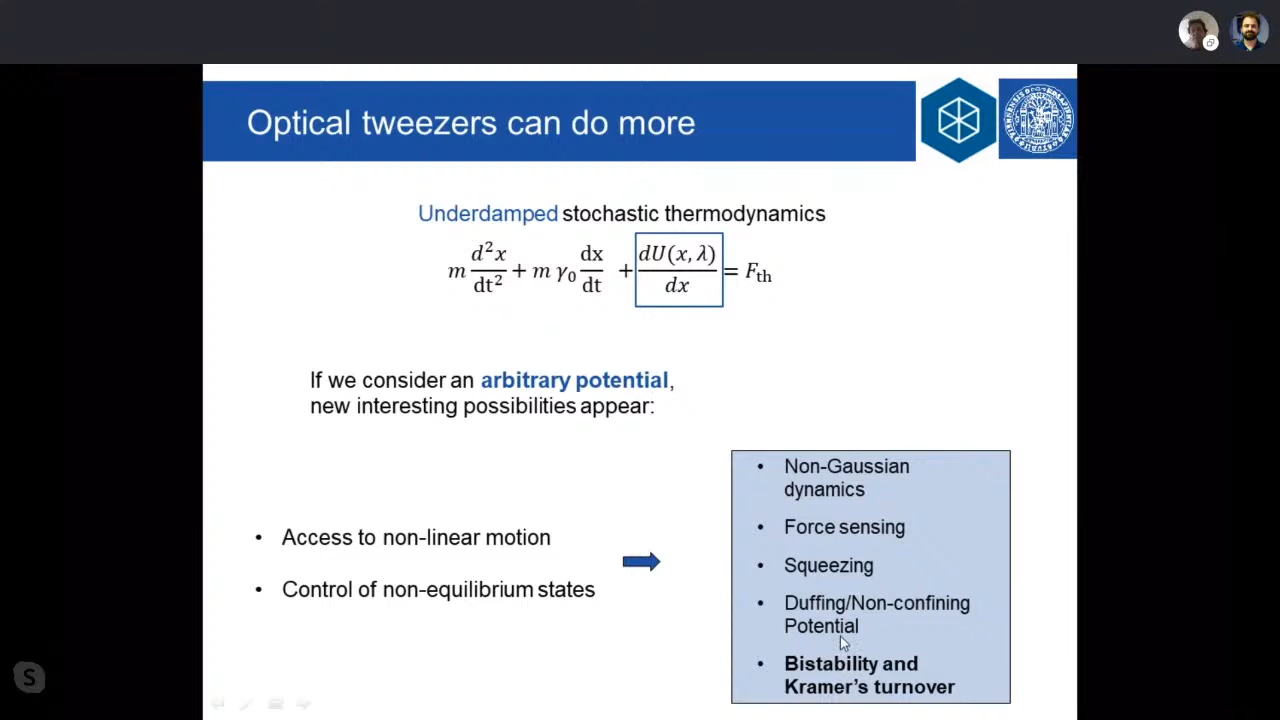 Optical tweezers can do more
Underdamped stochastic thermodynamics
m d²x/dt² + m γ₀ dx/dt + dU(x, λ)/dx = F_th
If we consider an arbitrary potential,
new interesting possibilities appear:
• Access to non-linear motion
• Control of non-equilibrium states
• Non-Gaussian
dynamics
• Force sensing
• Squeezing
• Duffing/Non-confining
Potential
• Bistability and
Kramer's turnover
S